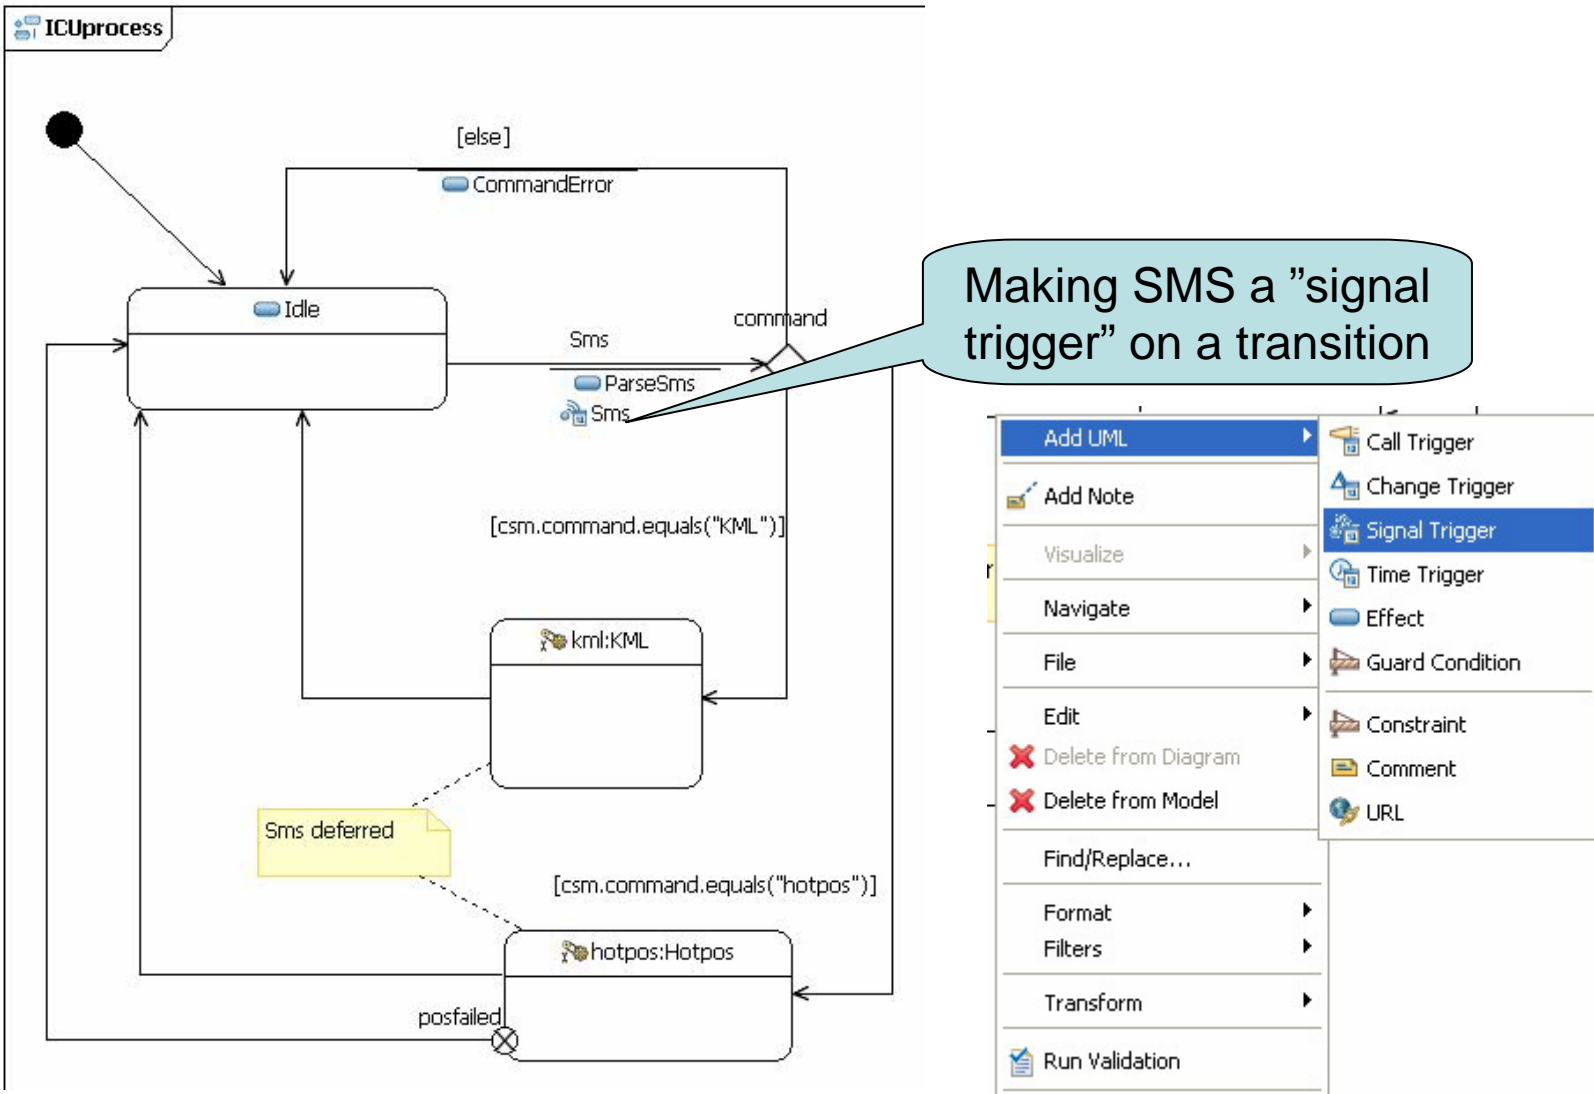 ICUprocess
[else]
CommandError
Idle
Sms
command
ParseSms
Sms
Making SMS a ”signal
trigger” on a transition
[csm.command.equals("KML")]
kml:KML
Sms deferred
[csm.command.equals("hotpos")]
hotpos:Hotpos
posfailed
Add UML
Add Note
Visualize
Navigate
File
Edit
Delete from Diagram
Delete from Model
Find/Replace...
Format
Filters
Transform
Run Validation
Call Trigger
Change Trigger
Signal Trigger
Time Trigger
Effect
Guard Condition
Constraint
Comment
URL